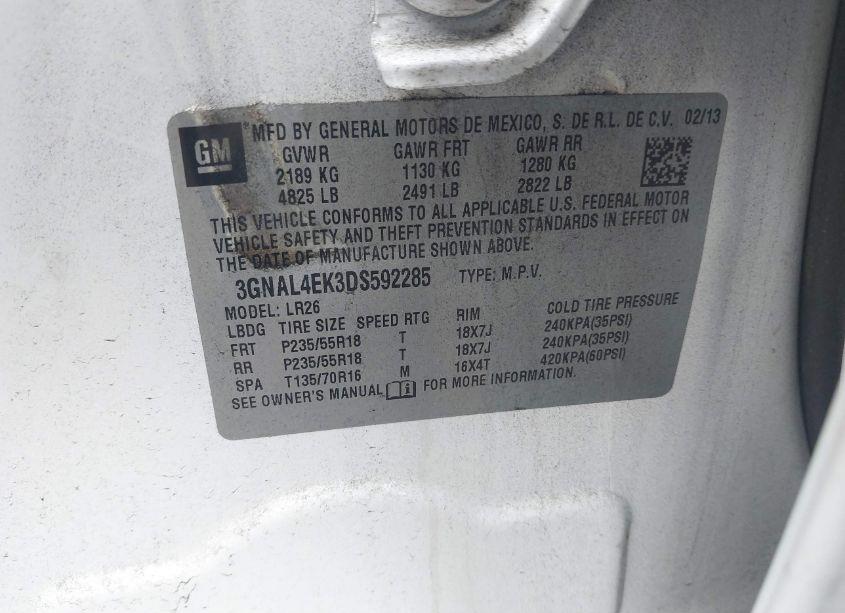 GM
MFD BY GENERAL MOTORS DE MEXICO, S. DE R.L. DE C.V. 02/13
GVWR GAWR FRT GAWR RR
2189 KG 1130 KG 1280 KG
4825 LB 2491 LB 2822 LB
THIS VEHICLE CONFORMS TO ALL APPLICABLE U.S. FEDERAL MOTOR
VEHICLE SAFETY AND THEFT PREVENTION STANDARDS IN EFFECT ON
THE DATE OF MANUFACTURE SHOWN ABOVE.
3GNAL4EK3DS592285 TYPE: M.P.V.
MODEL: LR26
LBDG TIRE SIZE SPEED RTG RIM COLD TIRE PRESSURE
FRT P235/55R18 T 18X7J 240KPA(35PSI)
RR P235/55R18 T 18X7J 240KPA(35PSI)
SPA T135/70R16 M 16X4T 420KPA(60PSI)
SEE OWNER'S MANUAL FOR MORE INFORMATION.